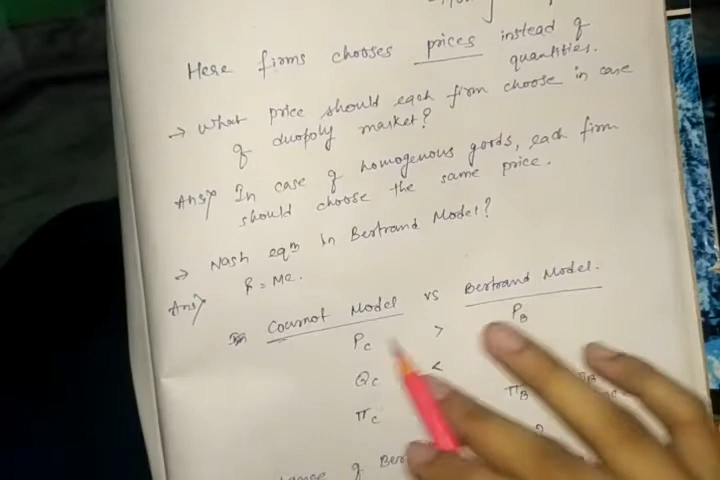 Here firms chooses prices instead of
quantities.
→ What price should each firm choose in case
of duopoly market?
Ans) In case of homogenous goods, each firm
should choose the same price.
→ Nash eqm in Bertrand Model?
Ans) P = MC.
Cournot Model vs Bertrand Model.
Pc > PB
Qc <
πc πB
of Ber